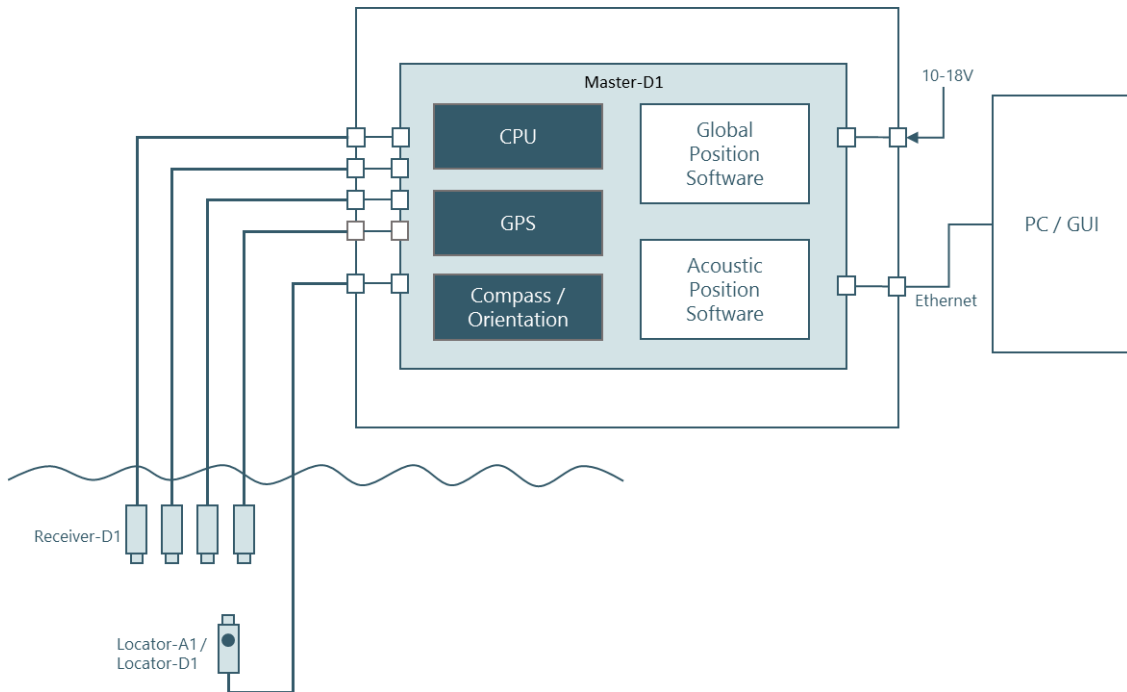 Master-D1
10-18V
CPU
Global
Position
Software
GPS
PC / GUI
Compass /
Orientation
Acoustic
Position
Software
Ethernet
Receiver-D1
Locator-A1 /
Locator-D1